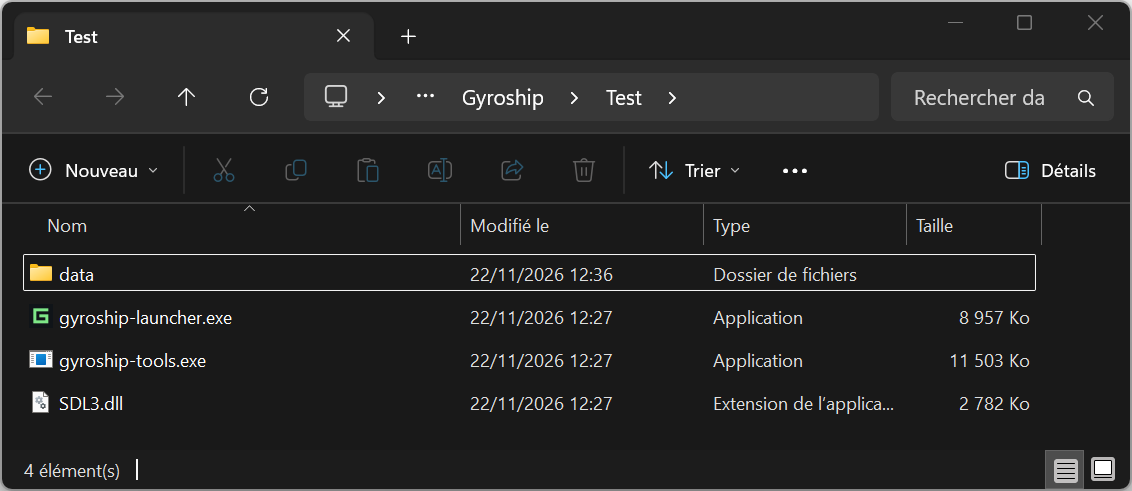 Test
Gyroship > Test >
Rechercher da
Nouveau
Trier
Détails
Nom Modifié le Type Taille
data 22/11/2026 12:36 Dossier de fichiers
gyroship-launcher.exe 22/11/2026 12:27 Application 8 957 Ko
gyroship-tools.exe 22/11/2026 12:27 Application 11 503 Ko
SDL3.dll 22/11/2026 12:27 Extension de l’applica... 2 782 Ko
4 élément(s)